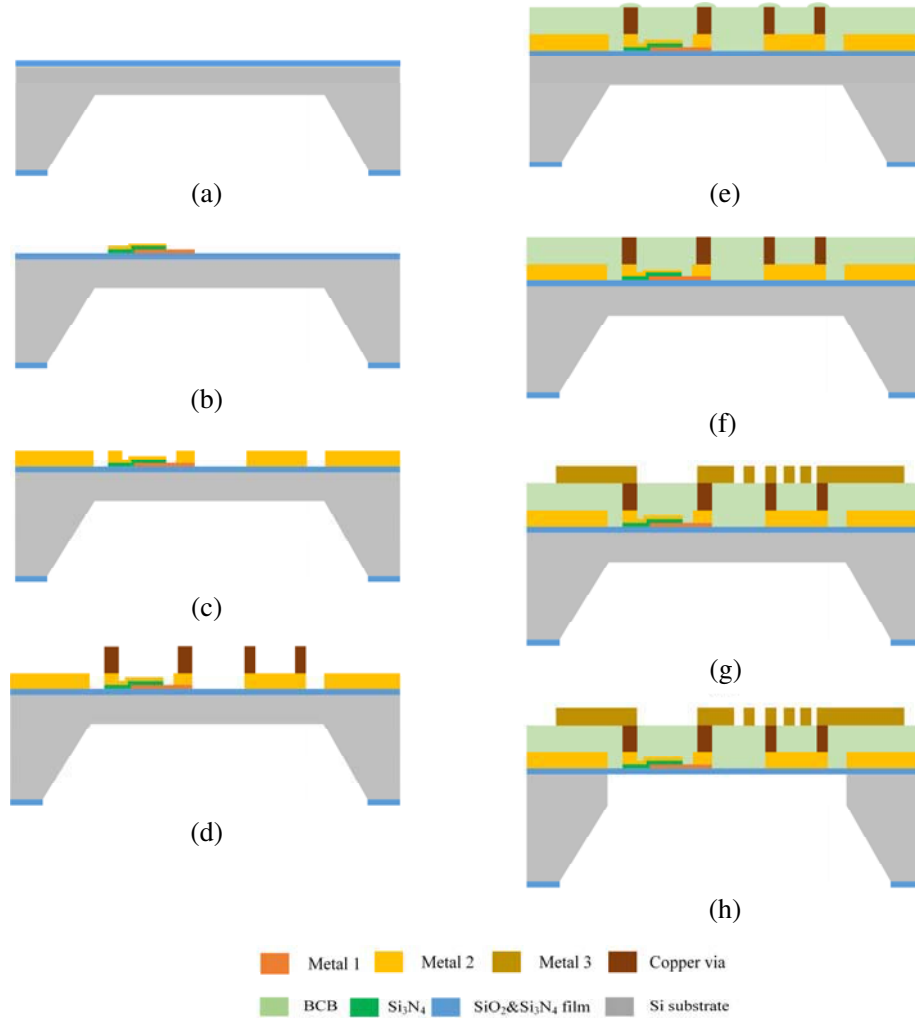 (a)
(b)
(c)
(d)
(e)
(f)
(g)
(h)
Metal 1 Metal 2 Metal 3 Copper via
BCB Si₃N₄ SiO₂&Si₃N₄ film Si substrate